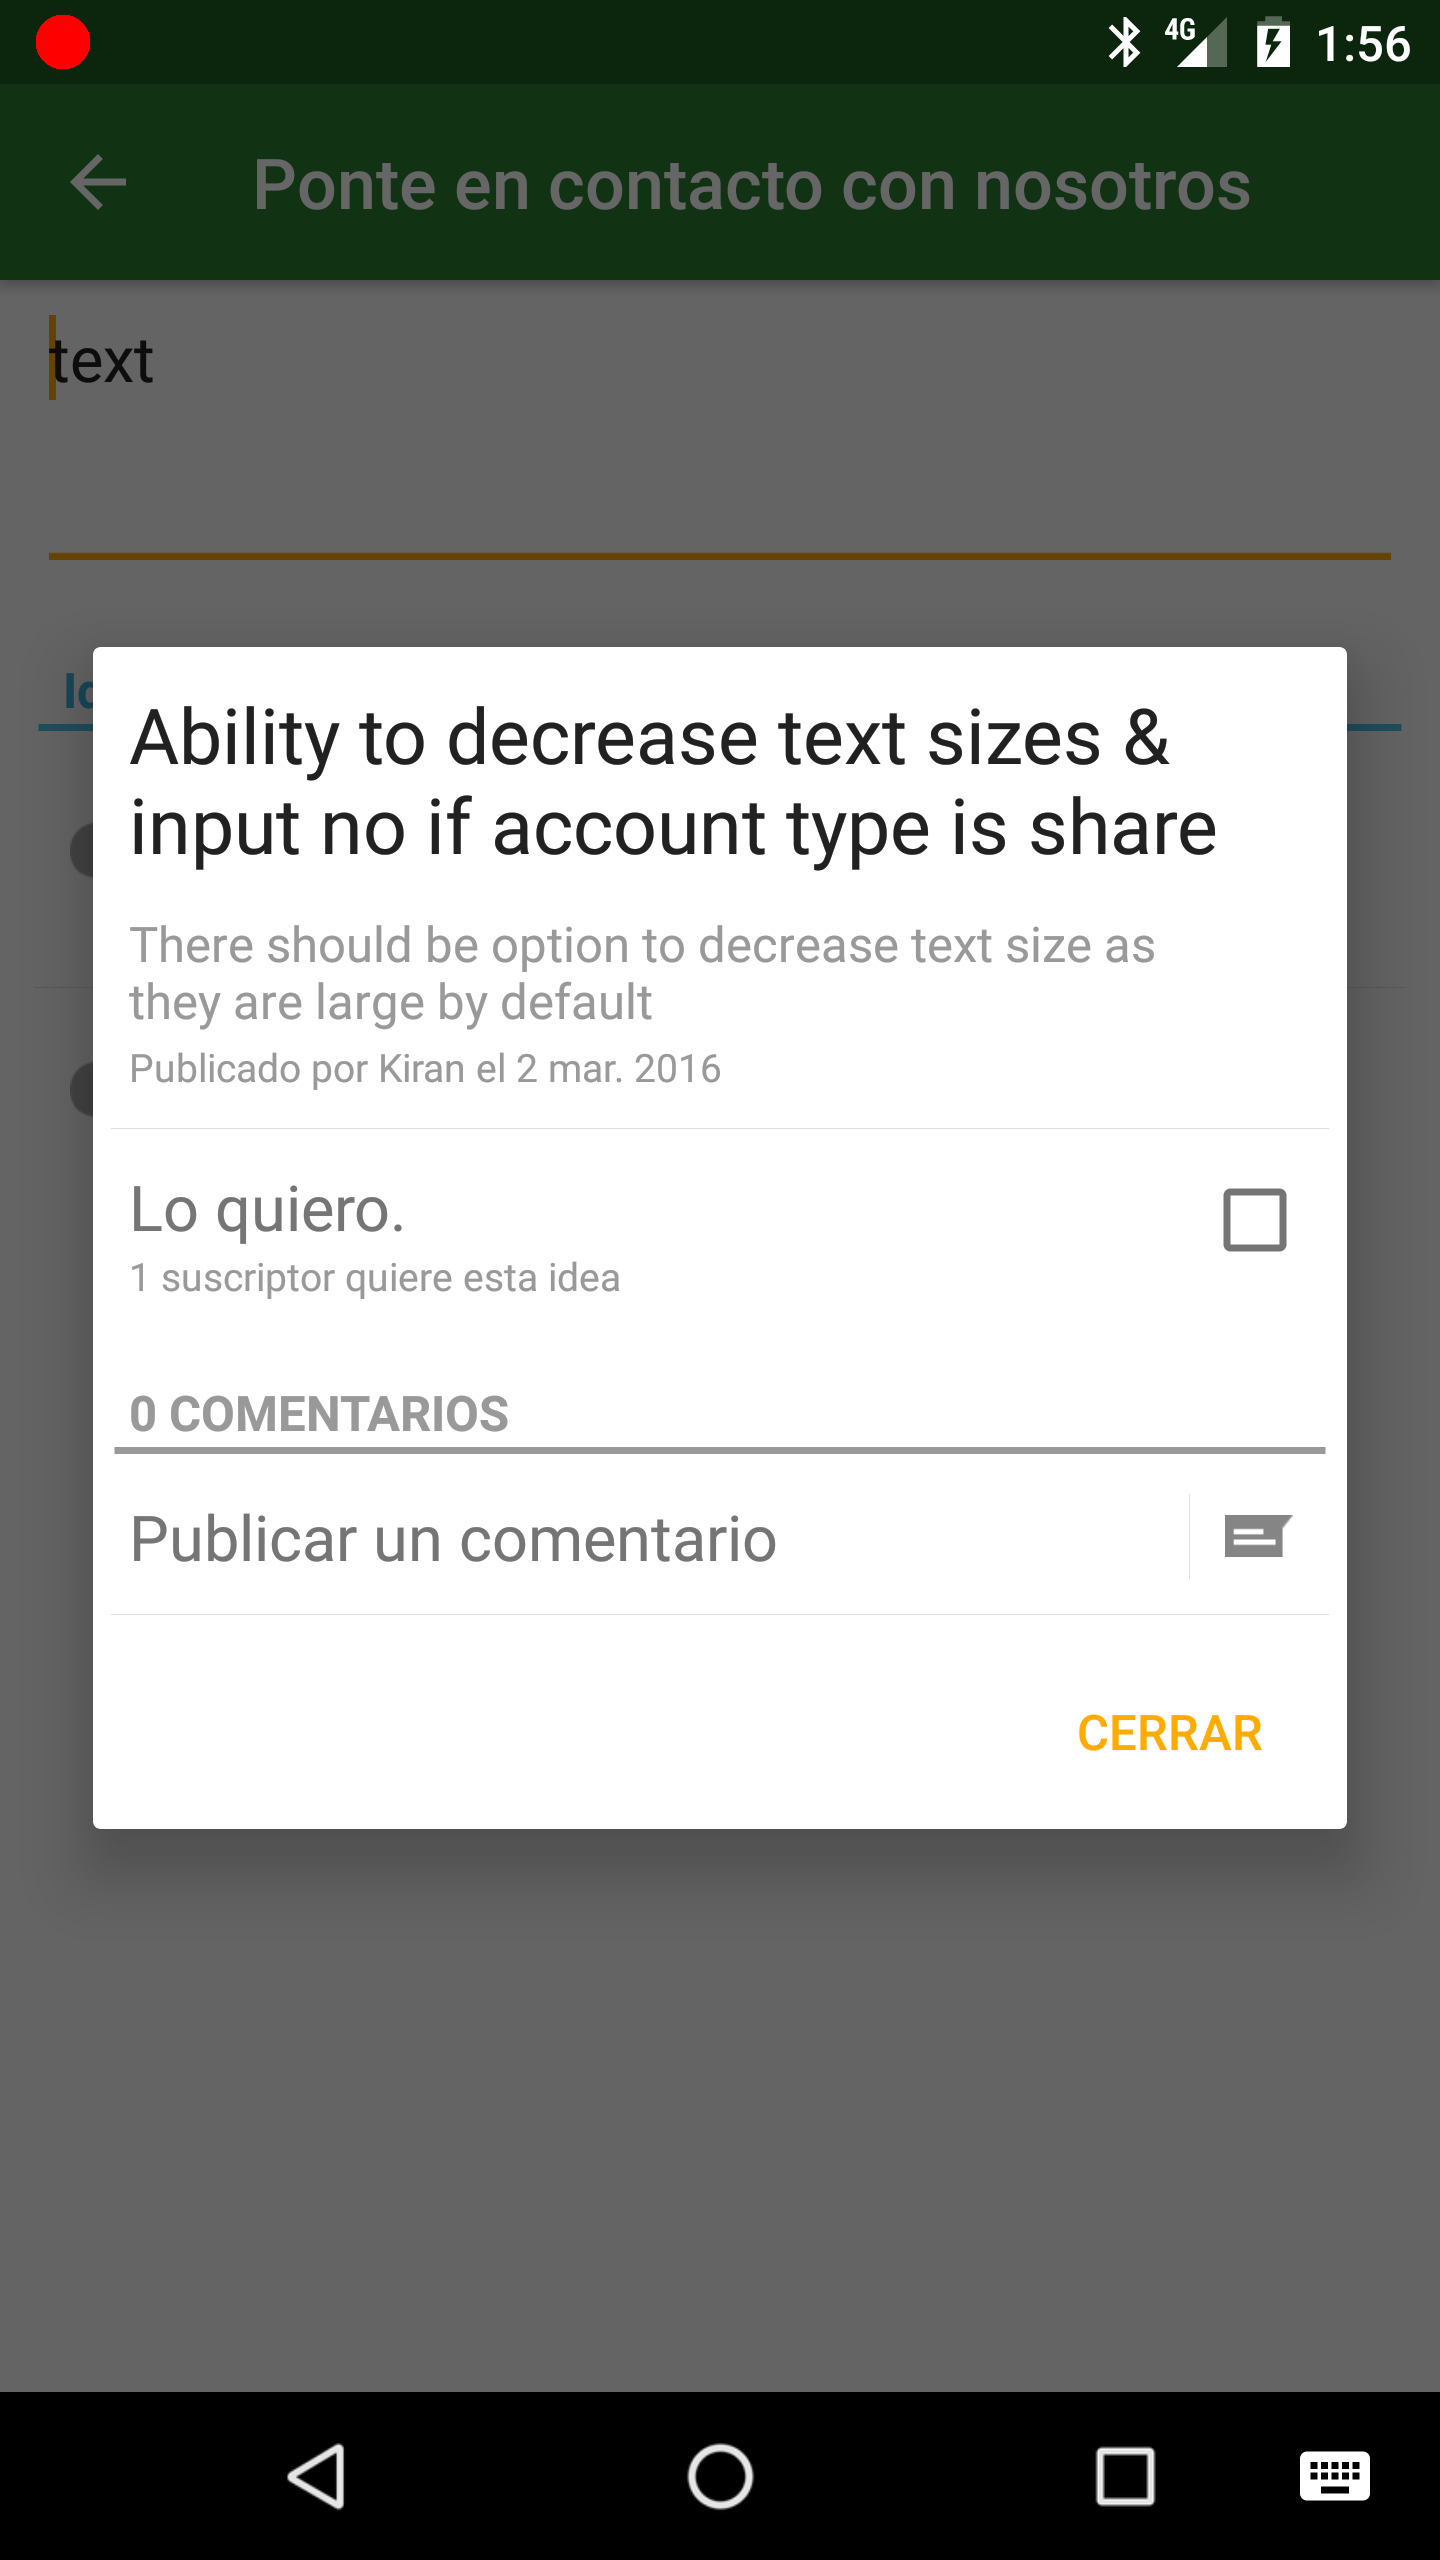 4G 1:56
Ponte en contacto con nosotros
text
Ability to decrease text sizes &
input no if account type is share
There should be option to decrease text size as
they are large by default
Publicado por Kiran el 2 mar. 2016
Lo quiero.
1 suscriptor quiere esta idea
0 COMENTARIOS
Publicar un comentario
CERRAR